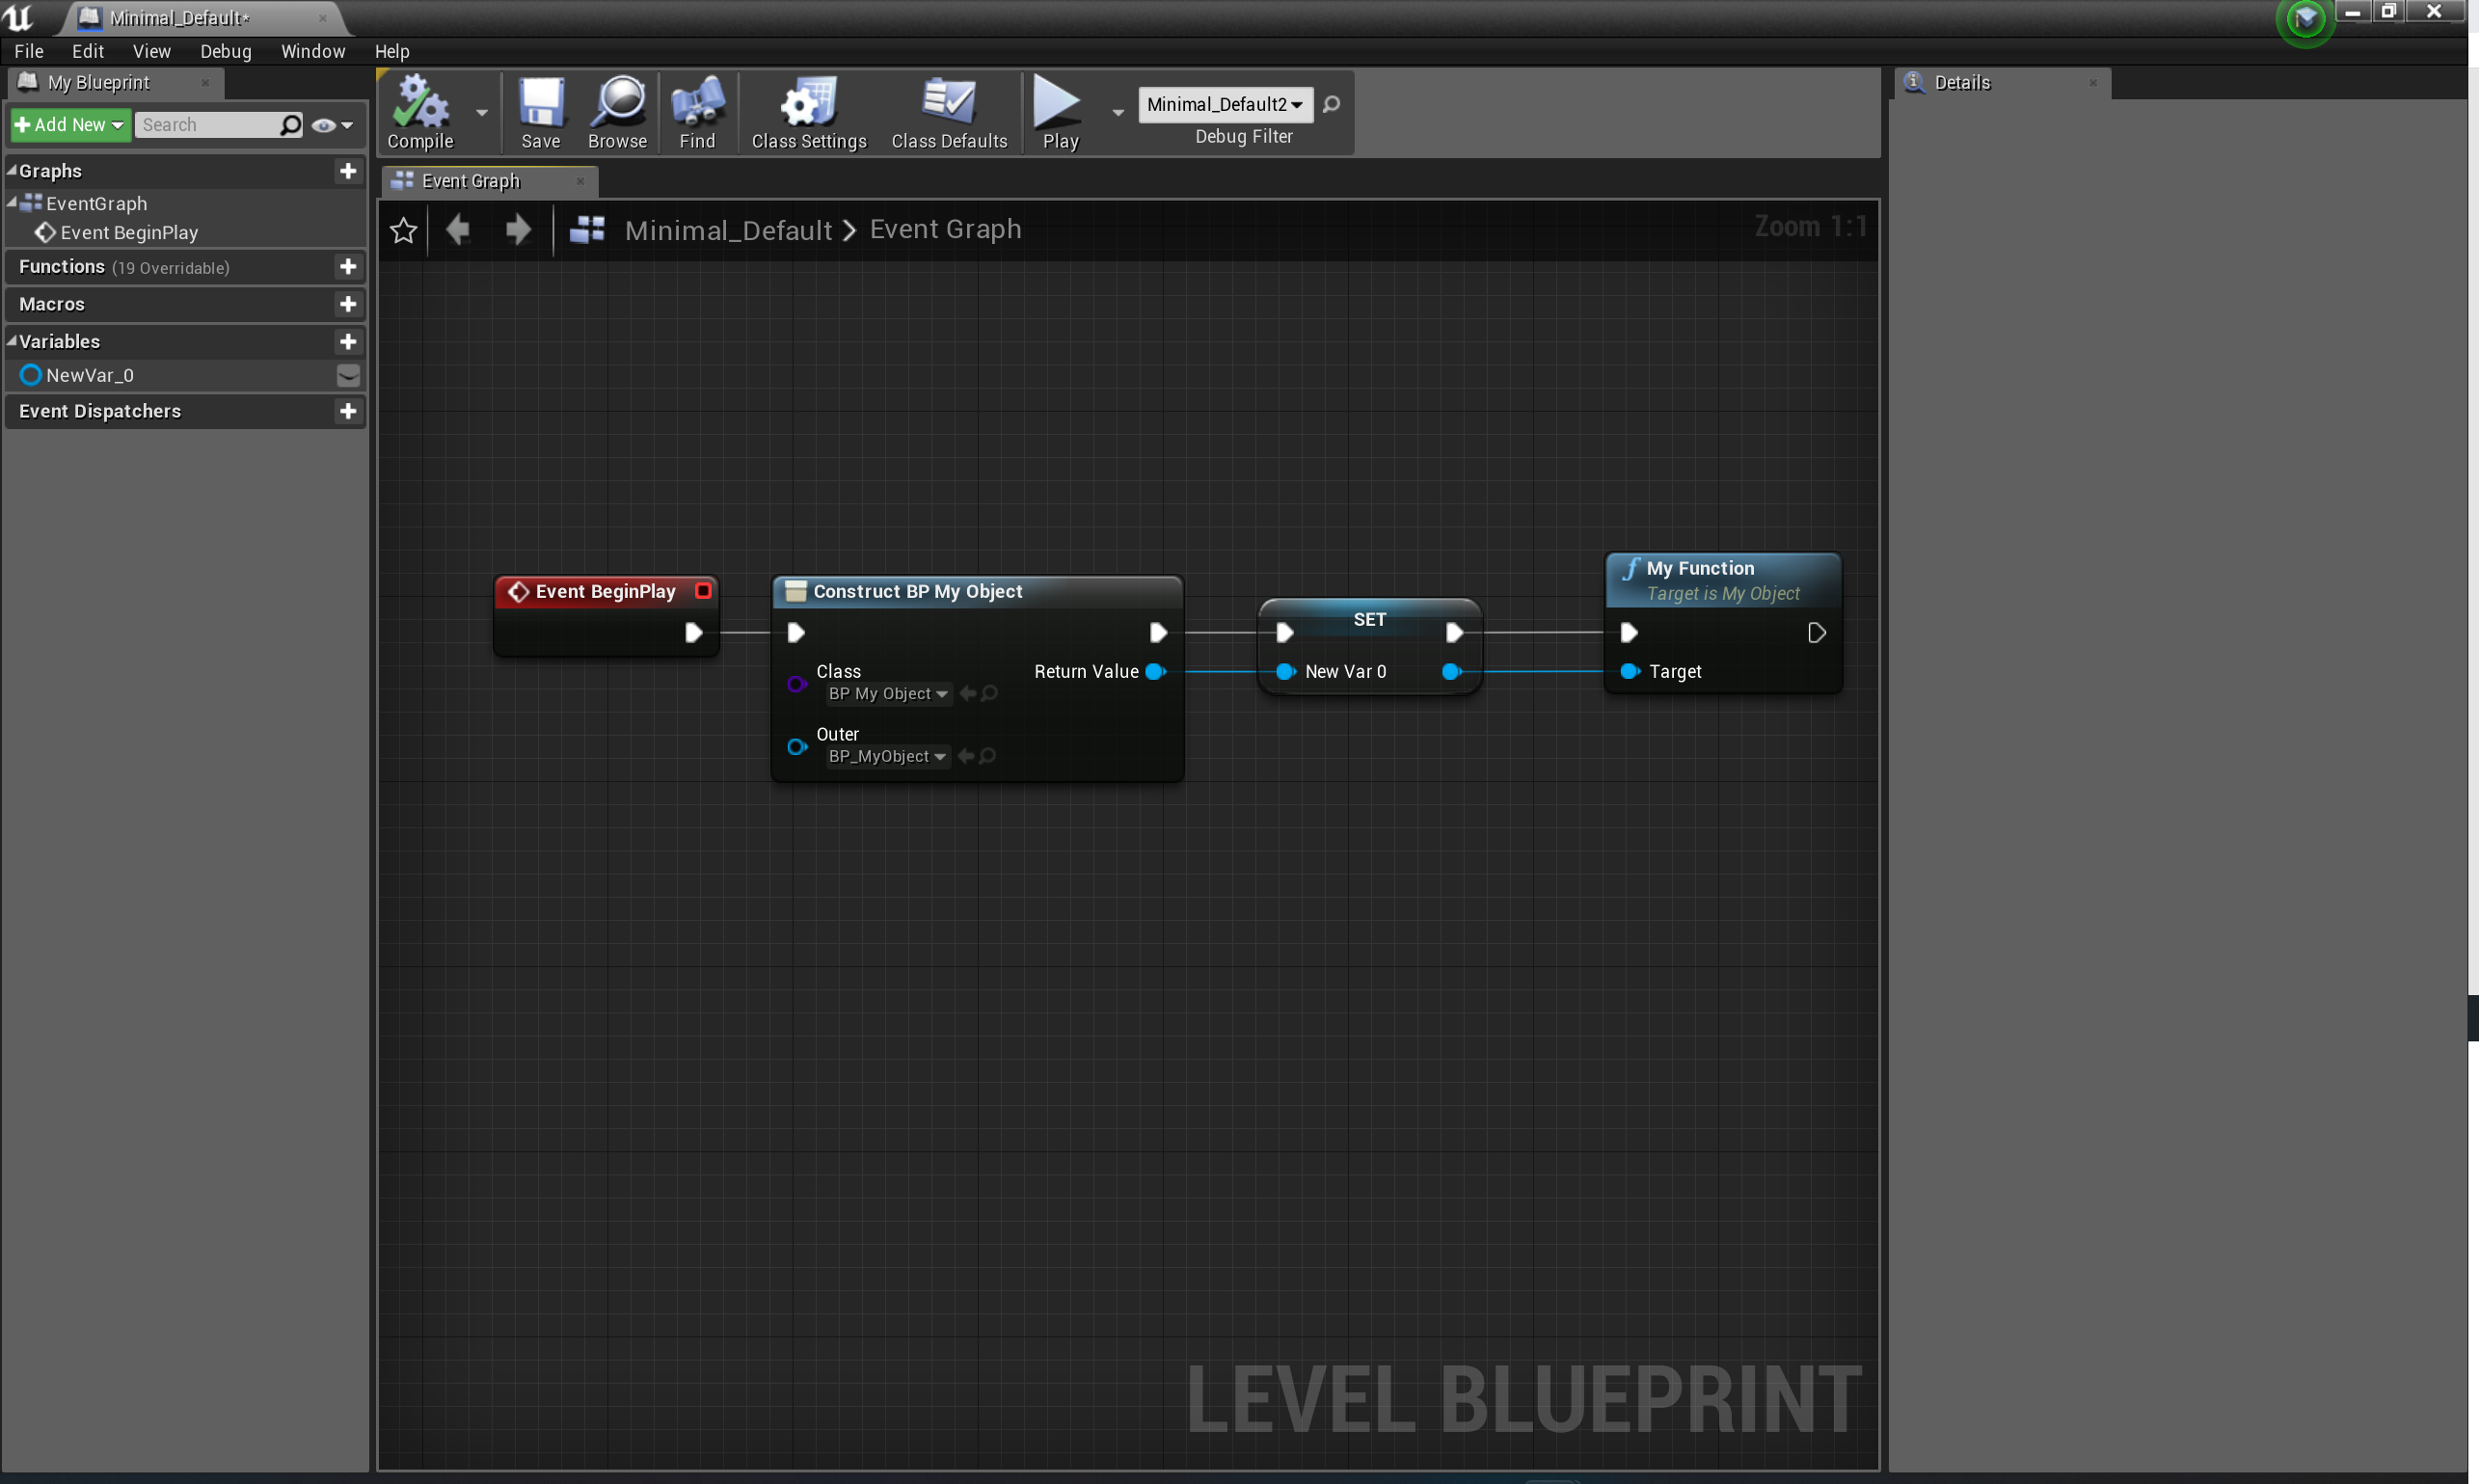 Minimal_Default*
File Edit View Debug Window Help
My Blueprint
Add New Search
Graphs
EventGraph
Event BeginPlay
Functions (19 Overridable)
Macros
Variables
NewVar_0
Event Dispatchers
Compile Save Browse Find Class Settings Class Defaults Play
Minimal_Default2
Debug Filter
Event Graph
Minimal_Default > Event Graph
Zoom 1:1
Event BeginPlay
Construct BP My Object
Class
BP My Object
Outer
BP_MyObject
Return Value
SET
New Var 0
f My Function
Target is My Object
Target
LEVEL BLUEPRINT
Details